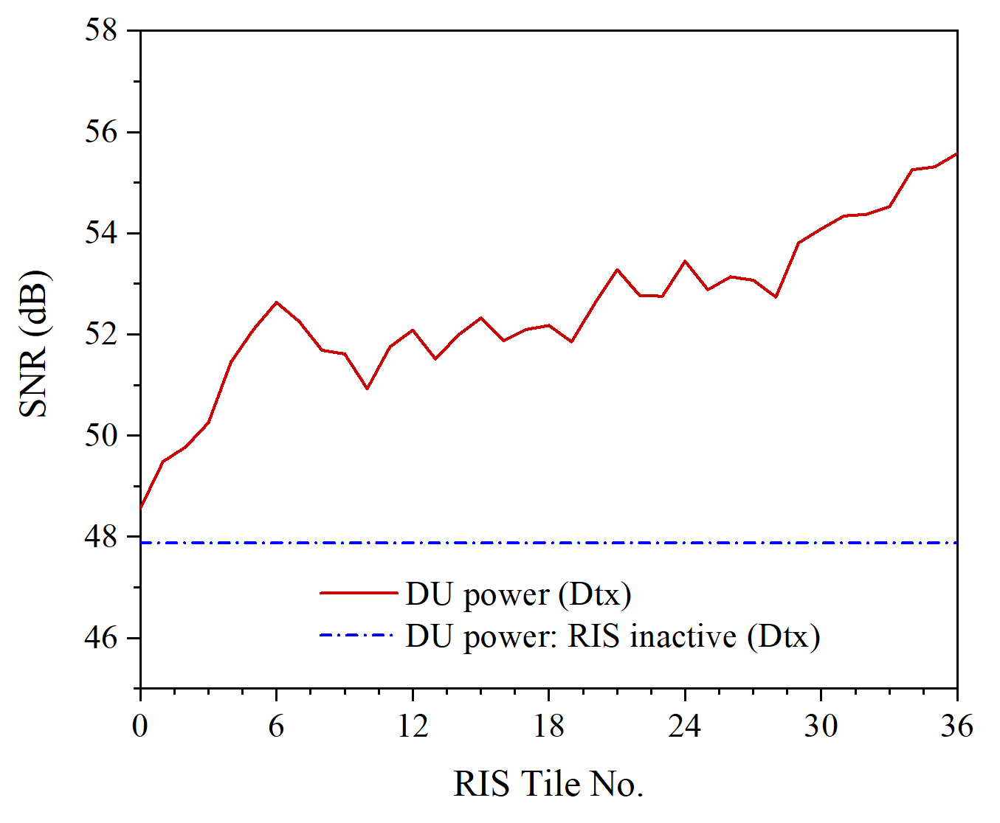 58
56
54
52
50
48
46
SNR (dB)
DU power (Dtx)
DU power: RIS inactive (Dtx)
0 6 12 18 24 30 36
RIS Tile No.